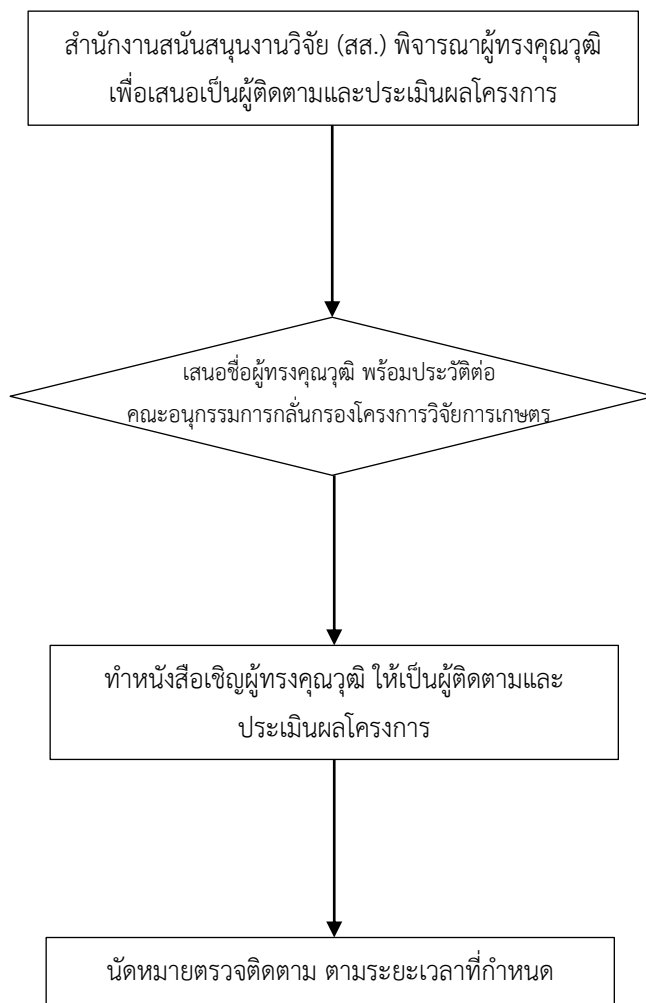 สำนักงานสนันสนุนงานวิจัย (สส.) พิจารณาผู้ทรงคุณวุฒิ
เพื่อเสนอเป็นผู้ติดตามและประเมินผลโครงการ
เสนอชื่อผู้ทรงคุณวุฒิ พร้อมประวัติต่อ
คณะอนุกรรมการกลั่นกรองโครงการวิจัยการเกษตร
ทำหนังสือเชิญผู้ทรงคุณวุฒิ ให้เป็นผู้ติดตามและ
ประเมินผลโครงการ
นัดหมายตรวจติดตาม ตามระยะเวลาที่กำหนด